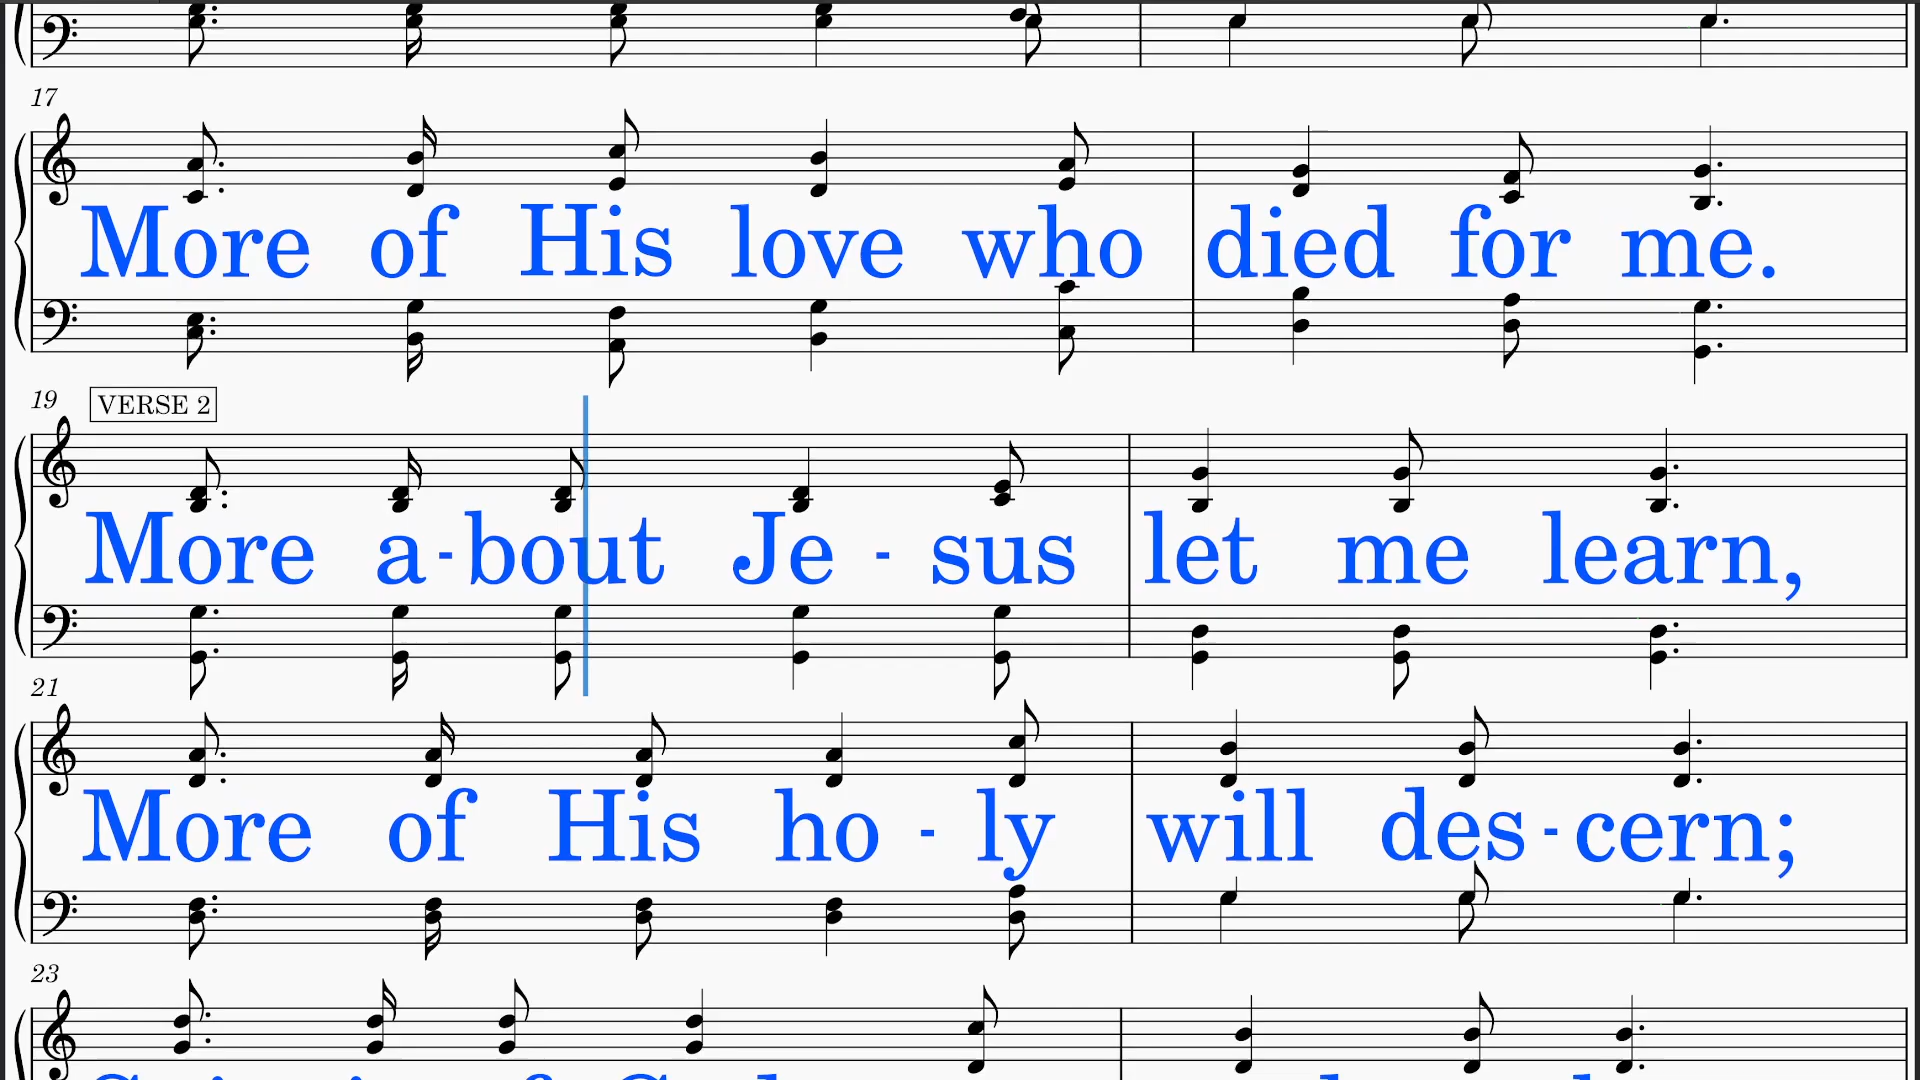 17
More of His love who died for me.
19 VERSE 2
More a - bout Je - sus let me learn,
21
More of His ho - ly will des - cern;
23